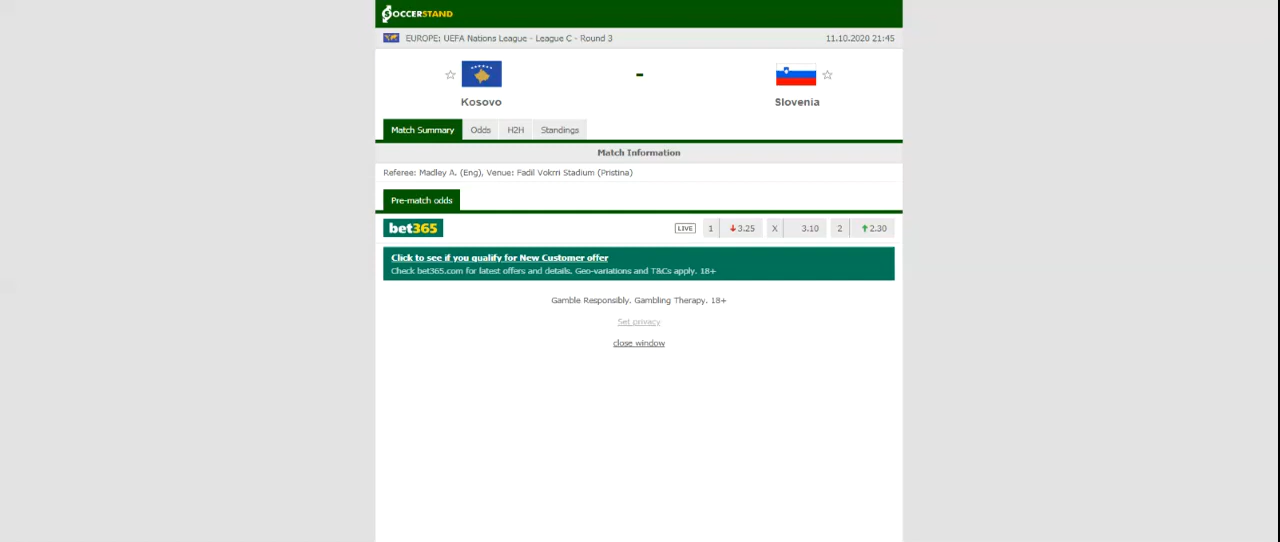 SOCCERSTAND
EUROPE: UEFA Nations League - League C - Round 3 11.10.2020 21:45
-
Kosovo Slovenia
Match Summary Odds H2H Standings
Match Information
Referee: Madley A. (Eng), Venue: Fadil Vokrri Stadium (Pristina)
Pre-match odds
bet365 LIVE 1 3.25 X 3.10 2 2.30
Click to see if you qualify for New Customer offer
Check bet365.com for latest offers and details. Geo-variations and T&Cs apply. 18+
Gamble Responsibly. Gambling Therapy. 18+
Set privacy
close window